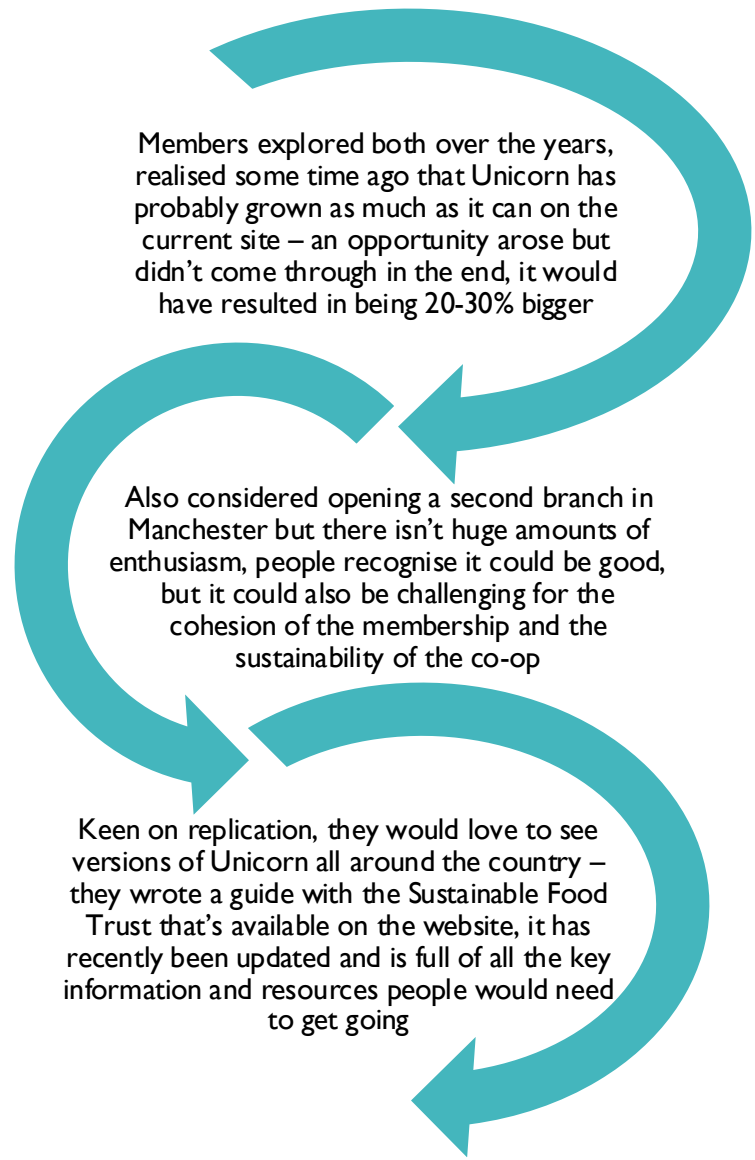 Members explored both over the years,
realised some time ago that Unicorn has
probably grown as much as it can on the
current site – an opportunity arose but
didn’t come through in the end, it would
have resulted in being 20-30% bigger
Also considered opening a second branch in
Manchester but there isn’t huge amounts of
enthusiasm, people recognise it could be good,
but it could also be challenging for the
cohesion of the membership and the
sustainability of the co-op
Keen on replication, they would love to see
versions of Unicorn all around the country –
they wrote a guide with the Sustainable Food
Trust that’s available on the website, it has
recently been updated and is full of all the key
information and resources people would need
to get going